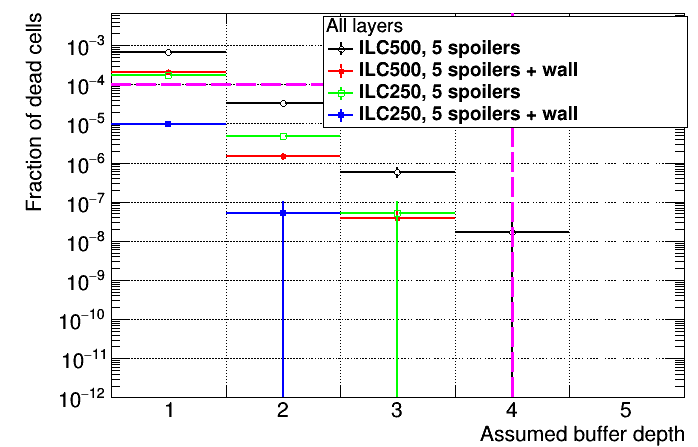 All layers
ILC500, 5 spoilers
ILC500, 5 spoilers + wall
ILC250, 5 spoilers
ILC250, 5 spoilers + wall
Fraction of dead cells
10⁻³
10⁻⁴
10⁻⁵
10⁻⁶
10⁻⁷
10⁻⁸
10⁻⁹
10⁻¹⁰
10⁻¹¹
10⁻¹²
1 2 3 4 5
Assumed buffer depth